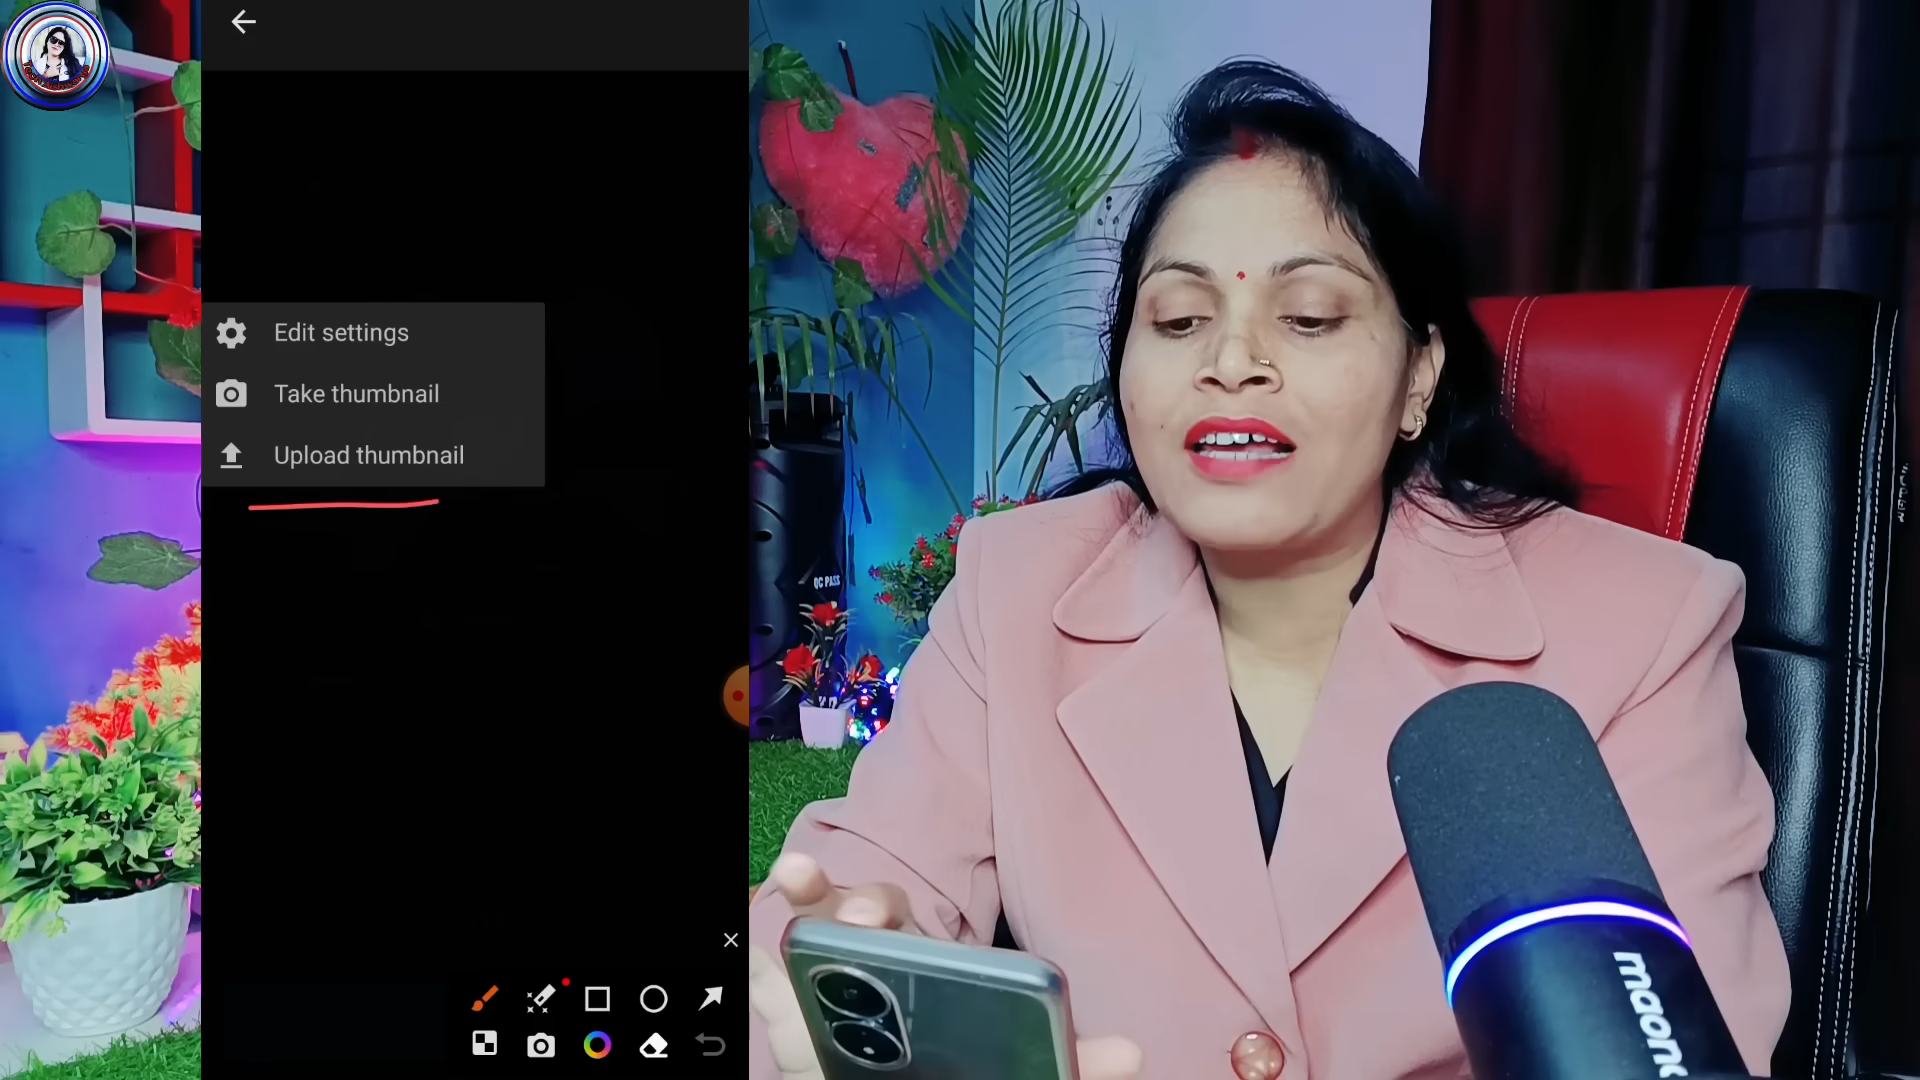 Edit settings
Take thumbnail
Upload thumbnail
QC PASS
maono